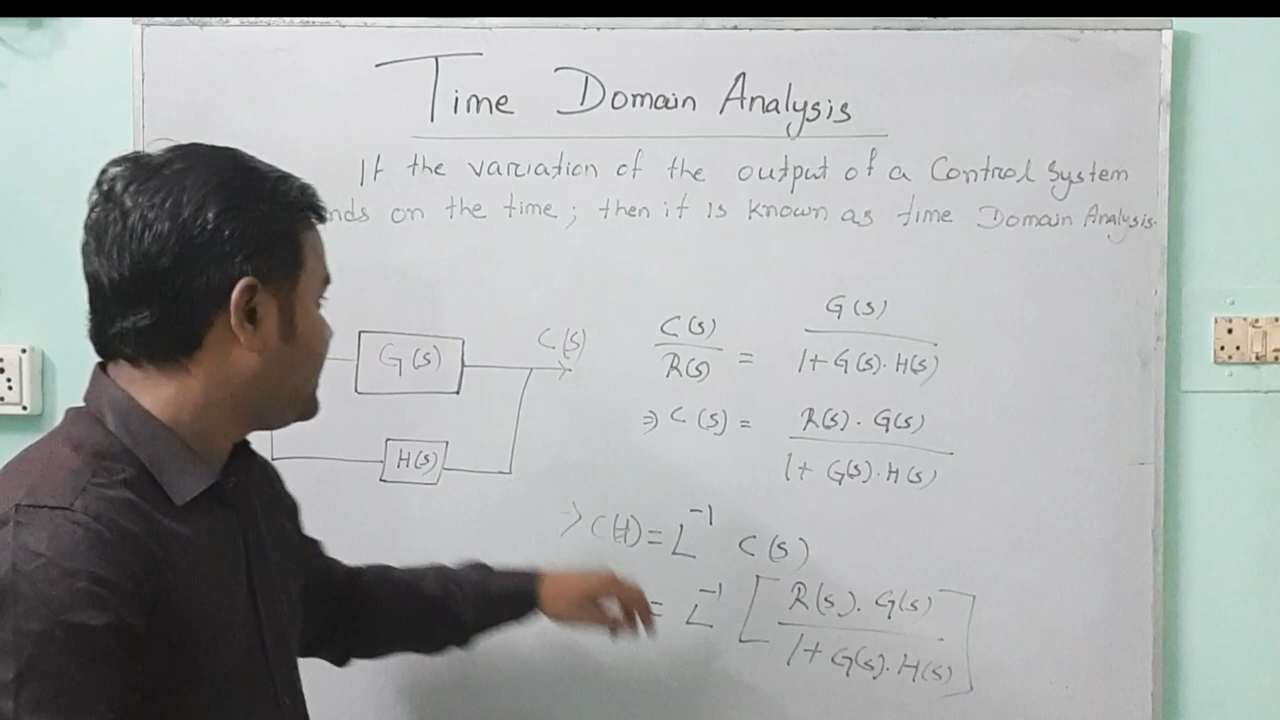 Time Domain Analysis
If the variation of the output of a Control System
nds on the time; then it is known as time Domain Analysis.
G(s)
C(s)
H(s)
C(s)/R(s) = G(s)/1+G(s).H(s)
⇒ C(s) = R(s).G(s)/1+G(s).H(s)
⇒ C(t) = L⁻¹ C(s)
= L⁻¹ [R(s).G(s)/1+G(s).H(s)]